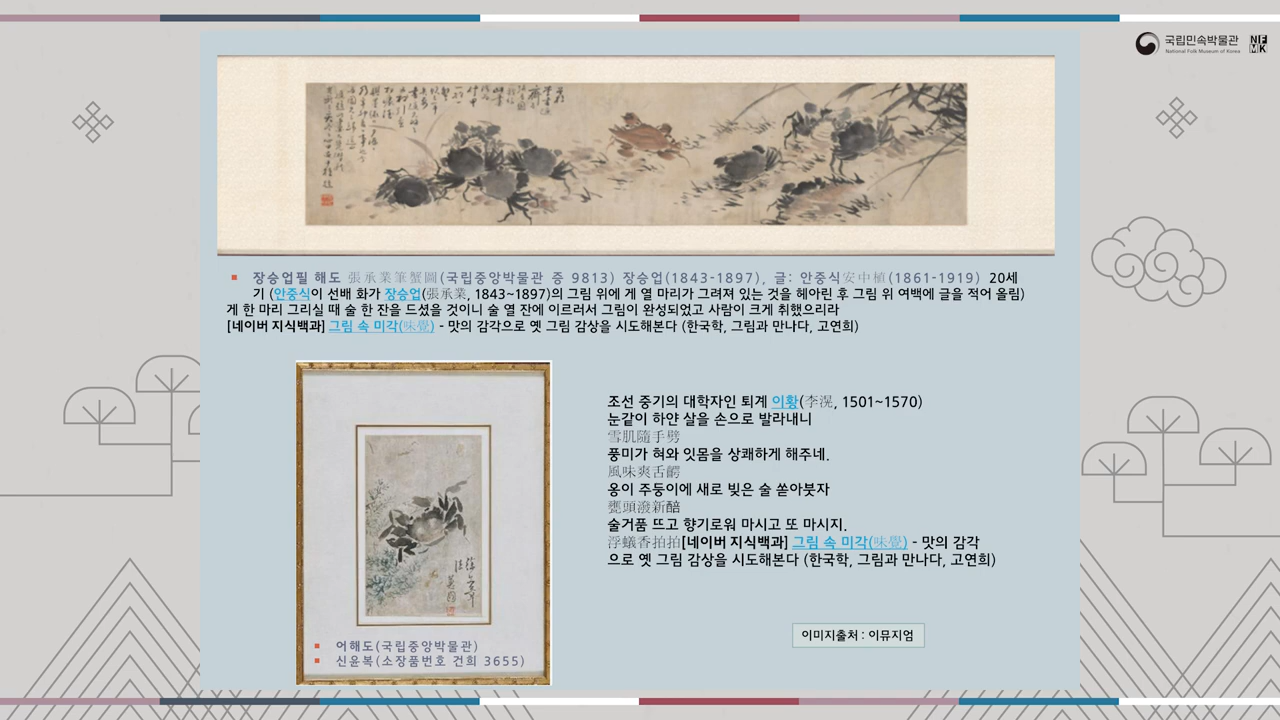 국립민속박물관
National Folk Museum of Korea
NF
MK
장승업필 해도 張承業筆蟹圖(국립중앙박물관 증 9813) 장승업(1843-1897), 글: 안중식安中植(1861-1919) 20세
기 (안중식이 선배 화가 장승업(張承業, 1843~1897)의 그림 위에 게 열 마리가 그려져 있는 것을 헤아린 후 그림 위 여백에 글을 적어 올림)
게 한 마리 그리실 때 술 한 잔을 드셨을 것이니 술 열 잔에 이르러서 그림이 완성되었고 사람이 크게 취했으리라
[네이버 지식백과] 그림 속 미각(味覺) - 맛의 감각으로 옛 그림 감상을 시도해본다 (한국학, 그림과 만나다, 고연희)
조선 중기의 대학자인 퇴계 이황(李滉, 1501~1570)
눈같이 하얀 살을 손으로 발라내니
雪肌隨手劈
풍미가 혀와 잇몸을 상쾌하게 해주네.
風味爽舌齶
옹이 주둥이에 새로 빚은 술 쏟아붓자
甕頭潑新醅
술거품 뜨고 향기로워 마시고 또 마시지.
浮蟻香拍拍[네이버 지식백과] 그림 속 미각(味覺) - 맛의 감각
으로 옛 그림 감상을 시도해본다 (한국학, 그림과 만나다, 고연희)
어해도(국립중앙박물관)
신윤복(소장품번호 건희 3655)
이미지출처 : 이뮤지엄